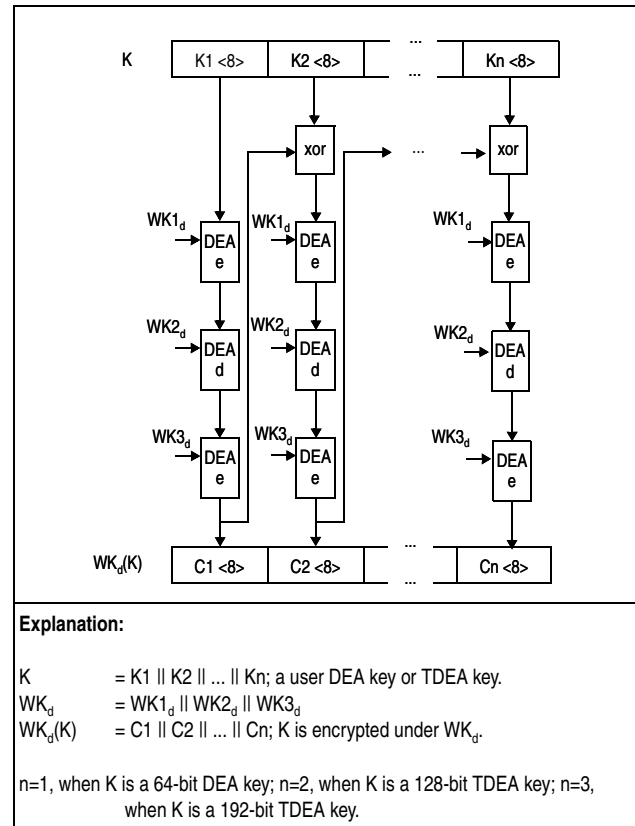 ...
K K1 <8> K2 <8> Kn <8>
...
xor ... xor
WK1d WK1d WK1d
DEA DEA DEA
e e e
WK2d WK2d WK2d
DEA DEA DEA
d d d
WK3d WK3d WK3d
DEA DEA DEA
e e e
...
WKd(K) C1 <8> C2 <8> Cn <8>
...
Explanation:
K = K1 || K2 || ... || Kn; a user DEA key or TDEA key.
WKd = WK1d || WK2d || WK3d
WKd(K) = C1 || C2 || ... || Cn; K is encrypted under WKd.
n=1, when K is a 64-bit DEA key; n=2, when K is a 128-bit TDEA key; n=3,
when K is a 192-bit TDEA key.